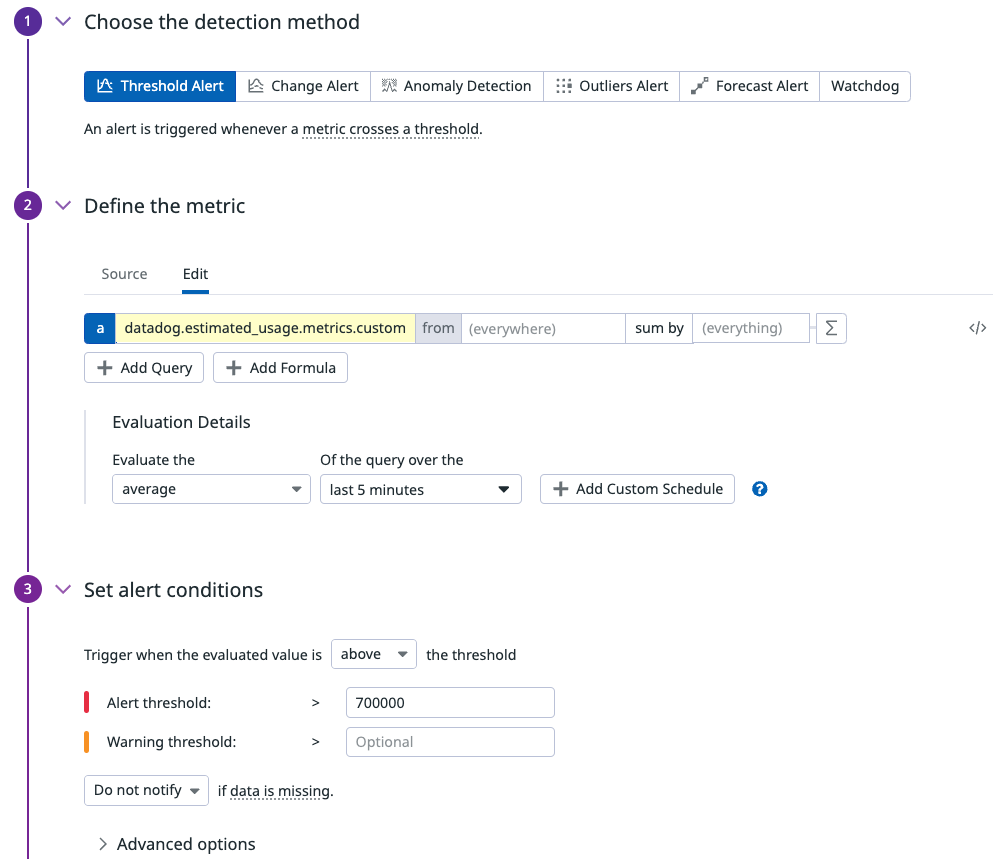 1 Choose the detection method
Threshold Alert Change Alert Anomaly Detection Outliers Alert Forecast Alert Watchdog
An alert is triggered whenever a metric crosses a threshold.
2 Define the metric
Source Edit
a datadog.estimated_usage.metrics.custom from (everywhere) sum by (everything) Σ </>
+ Add Query + Add Formula
Evaluation Details
Evaluate the Of the query over the
average last 5 minutes + Add Custom Schedule ?
3 Set alert conditions
Trigger when the evaluated value is above the threshold
Alert threshold: > 700000
Warning threshold: > Optional
Do not notify if data is missing.
> Advanced options